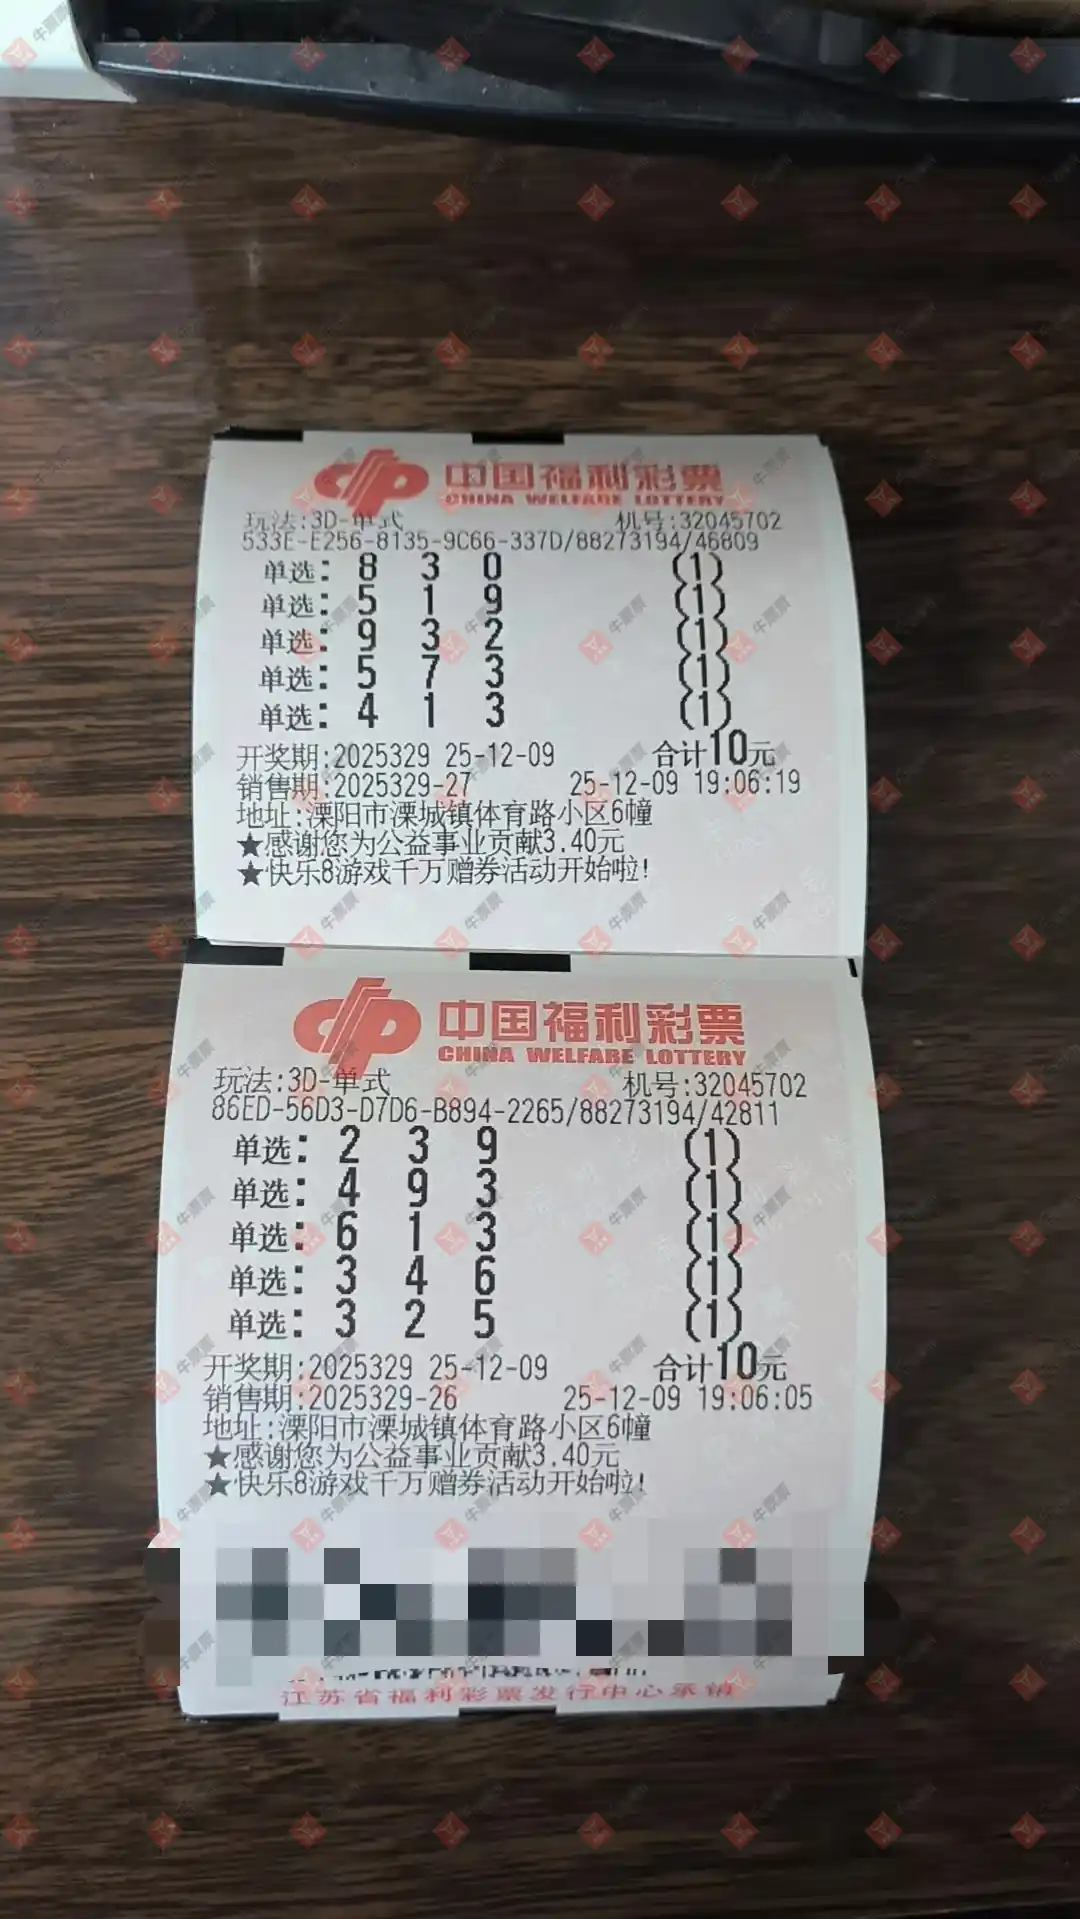 中国福利彩票
CHINA WELFARE LOTTERY
玩法:3D-单式 机号:32045702
533E-E256-8135-9C66-337D/88273194/46809
单选: 8 3 0 (1)
单选: 5 1 9 (1)
单选: 9 3 2 (1)
单选: 5 7 3 (1)
单选: 4 1 3 (1)
开奖期:2025329 25-12-09 合计10元
销售期:2025329-27 25-12-09 19:06:19
地址:溧阳市溧城镇体育路小区6幢
★感谢您为公益事业贡献3.40元
★快乐8游戏千万赠券活动开始啦!
中国福利彩票
CHINA WELFARE LOTTERY
玩法:3D-单式 机号:32045702
86ED-56D3-D7D6-B894-2265/88273194/42811
单选: 2 3 9 (1)
单选: 4 9 3 (1)
单选: 6 1 3 (1)
单选: 3 4 6 (1)
单选: 3 2 5 (1)
开奖期:2025329 25-12-09 合计10元
销售期:2025329-26 25-12-09 19:06:05
地址:溧阳市溧城镇体育路小区6幢
★感谢您为公益事业贡献3.40元
★快乐8游戏千万赠券活动开始啦!
江苏省福利彩票发行中心承销
牛票票